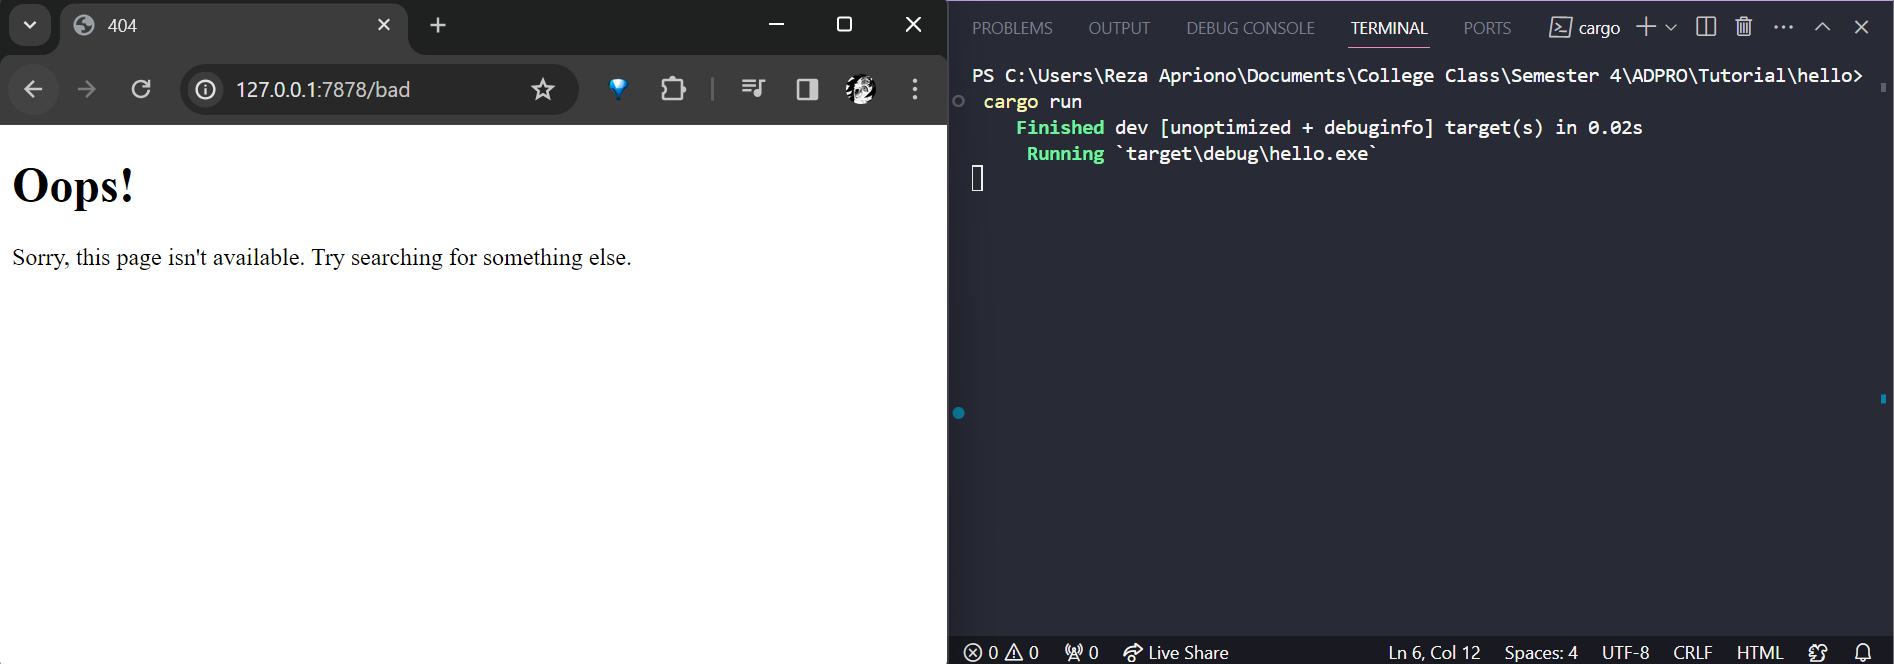 404
127.0.0.1:7878/bad
Oops!
Sorry, this page isn't available. Try searching for something else.
PROBLEMS OUTPUT DEBUG CONSOLE TERMINAL PORTS cargo
PS C:\Users\Reza Apriono\Documents\College Class\Semester 4\ADPRO\Tutorial\hello>
cargo run
Finished dev [unoptimized + debuginfo] target(s) in 0.02s
Running `target\debug\hello.exe`
0 0 0 Live Share Ln 6, Col 12 Spaces: 4 UTF-8 CRLF HTML